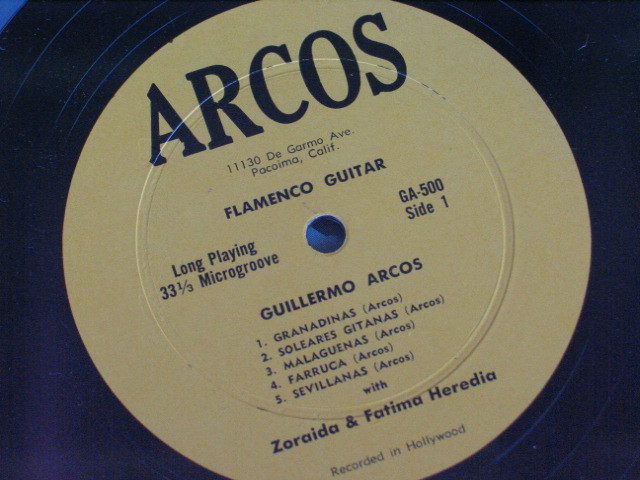 ARCOS
11130 De Garmo Ave.
Pacoima, Calif.
FLAMENCO GUITAR
Long Playing
33 1/3 Microgroove
GA-500
Side 1
GUILLERMO ARCOS
1. GRANADINAS (Arcos)
2. SOLEARES GITANAS (Arcos)
3. MALAGUENAS (Arcos)
4. FARRUCA (Arcos)
5. SEVILLANAS (Arcos)
with
Zoraida & Fatima Heredia
Recorded in Hollywood